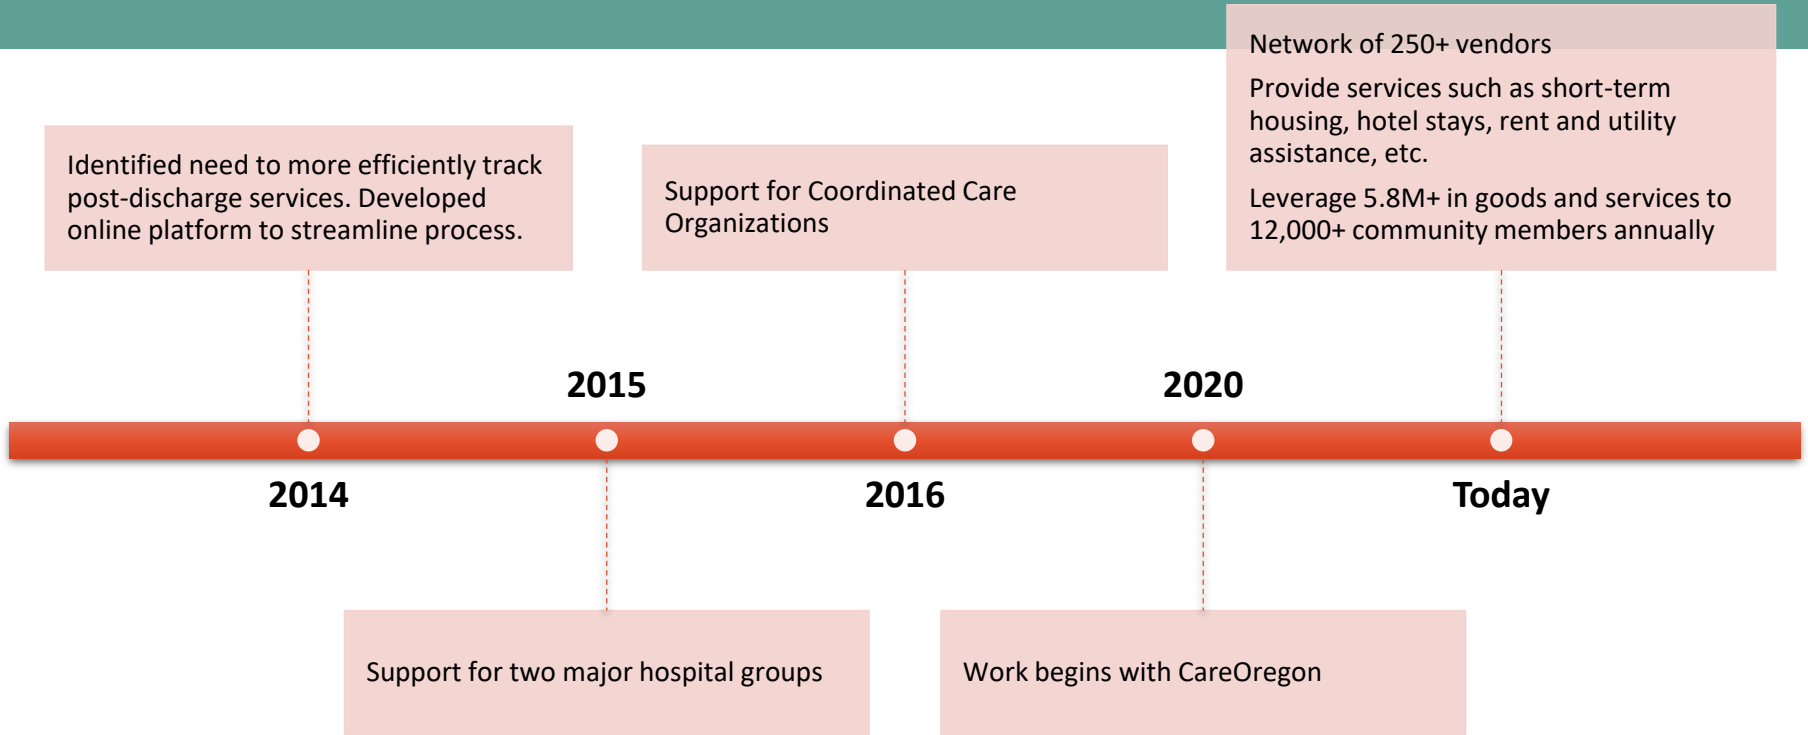 Identified need to more efficiently track
post-discharge services. Developed
online platform to streamline process.
2014
2015
Support for two major hospital groups
Support for Coordinated Care
Organizations
2016
2020
Work begins with CareOregon
Network of 250+ vendors
Provide services such as short-term
housing, hotel stays, rent and utility
assistance, etc.
Leverage 5.8M+ in goods and services to
12,000+ community members annually
Today